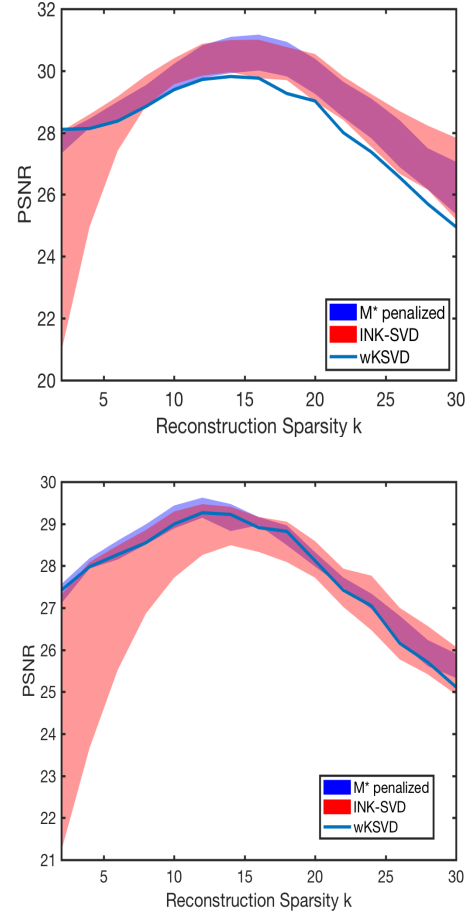 32
30
28
26
24
22
20
PSNR
M* penalized
INK-SVD
wKSVD
5 10 15 20 25 30
Reconstruction Sparsity k
30
29
28
27
26
25
24
23
22
21
PSNR
M* penalized
INK-SVD
wKSVD
5 10 15 20 25 30
Reconstruction Sparsity k